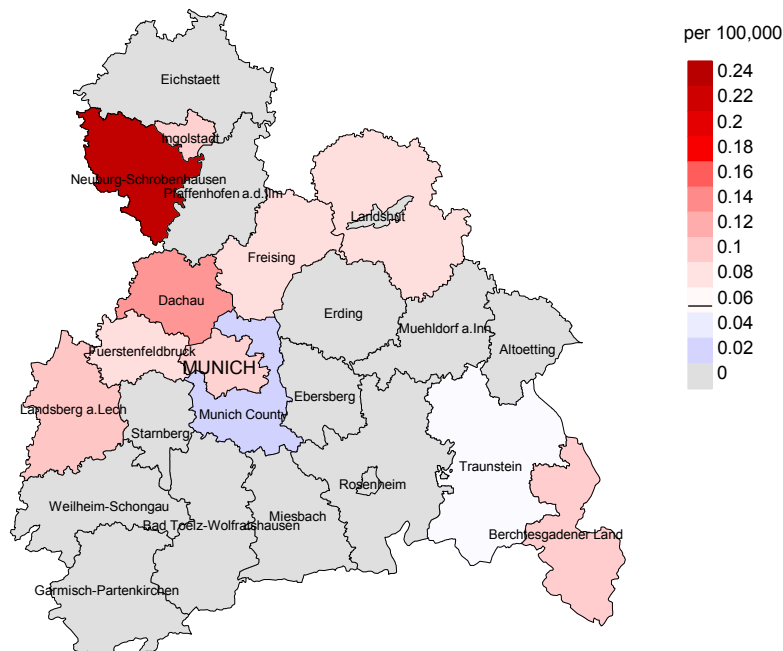 per 100,000
0.24
0.22
0.2
0.18
0.16
0.14
0.12
0.1
0.08
0.06
0.04
0.02
0
Eichstaett
Ingolstadt
Neuburg-Schrobenhausen
Pfaffenhofen a.d.Ilm
Landshut
Freising
Dachau
Erding
Muehldorf a.Inn
Altoetting
Fuerstenfeldbruck
MUNICH
Ebersberg
Landsberg a.Lech
Munich County
Starnberg
Traunstein
Rosenheim
Weilheim-Schongau
Miesbach
Bad Toelz-Wolfratshausen
Berchtesgadener Land
Garmisch-Partenkirchen